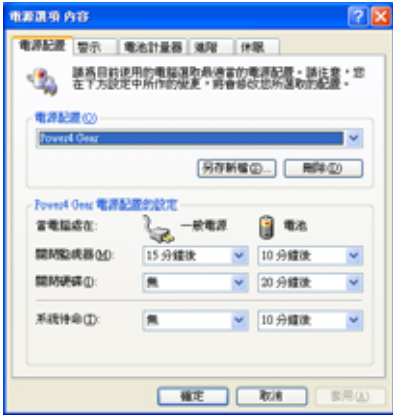 電源選項 內容
電源配置 警示 電池計量器 進階 休眠
請為目前使用的電腦選取最適當的電源配置。請注意，您
在下方設定中所作的變更，將會修改您所選取的配置。
電源配置(C)
Power4 Gear
另存新檔(S)... 刪除(D)
Power4 Gear 電源配置的設定
當電腦處在: 一般電源 電池
關閉監視器(M): 15 分鐘後 10 分鐘後
關閉硬碟(I): 無 20 分鐘後
系統待命(T): 無 10 分鐘後
確定 取消 套用(A)